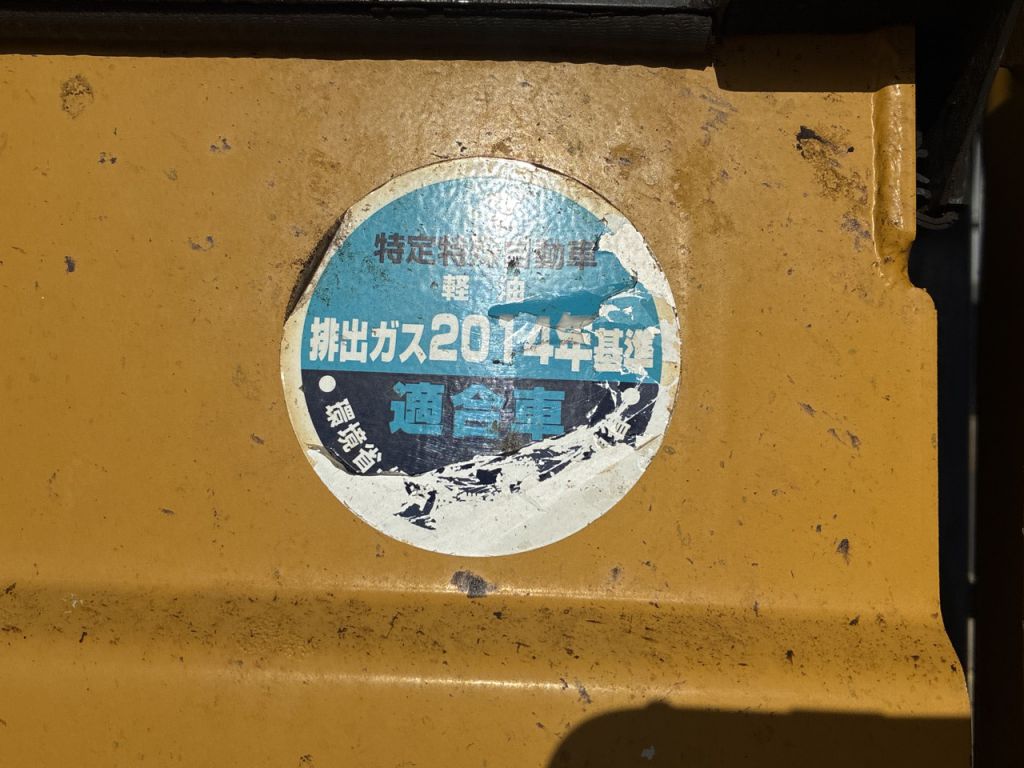 特定特殊自動車
軽油
排出ガス2014年基準
適合車
環境省